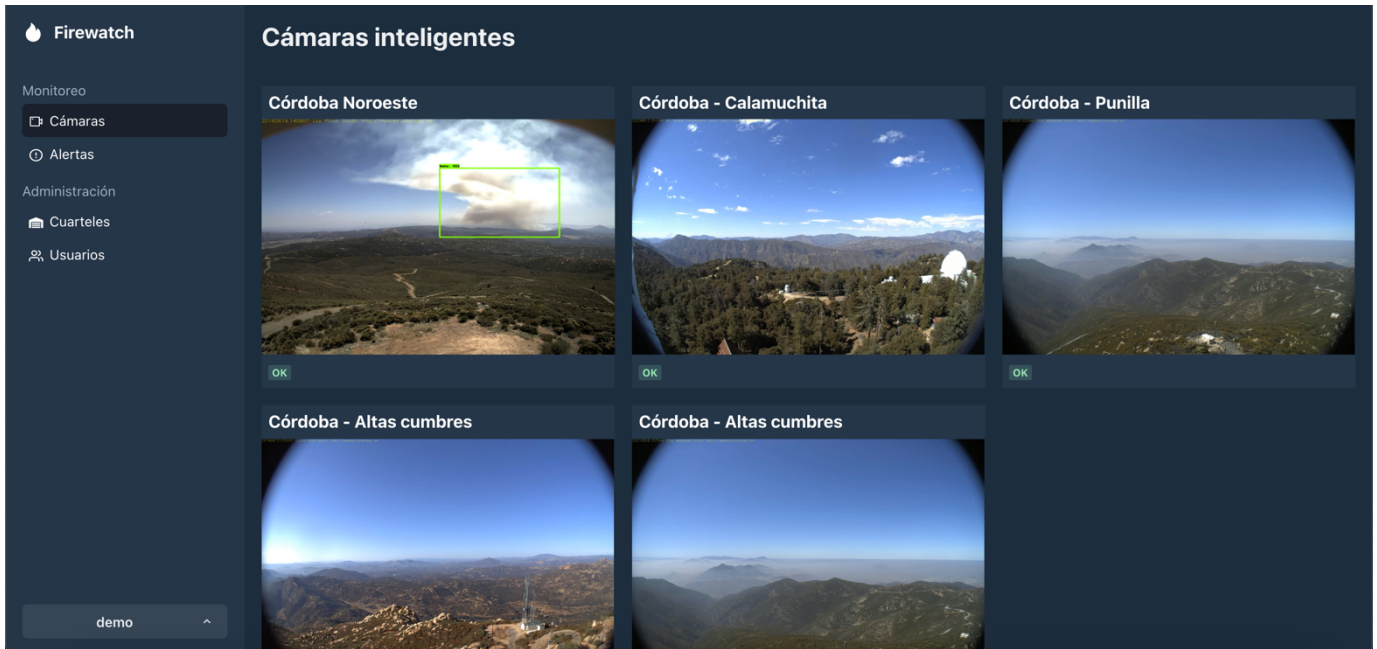 Firewatch
Monitoreo
Cámaras
Alertas
Administración
Cuarteles
Usuarios
demo
Cámaras inteligentes
Córdoba Noroeste
OK
Córdoba - Calamuchita
OK
Córdoba - Punilla
OK
Córdoba - Altas cumbres
Córdoba - Altas cumbres